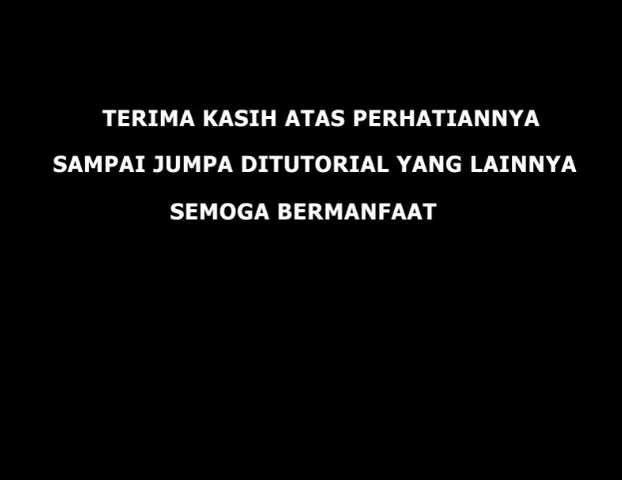 TERIMA KASIH ATAS PERHATIANNYA
SAMPAI JUMPA DITUTORIAL YANG LAINNYA
SEMOGA BERMANFAAT